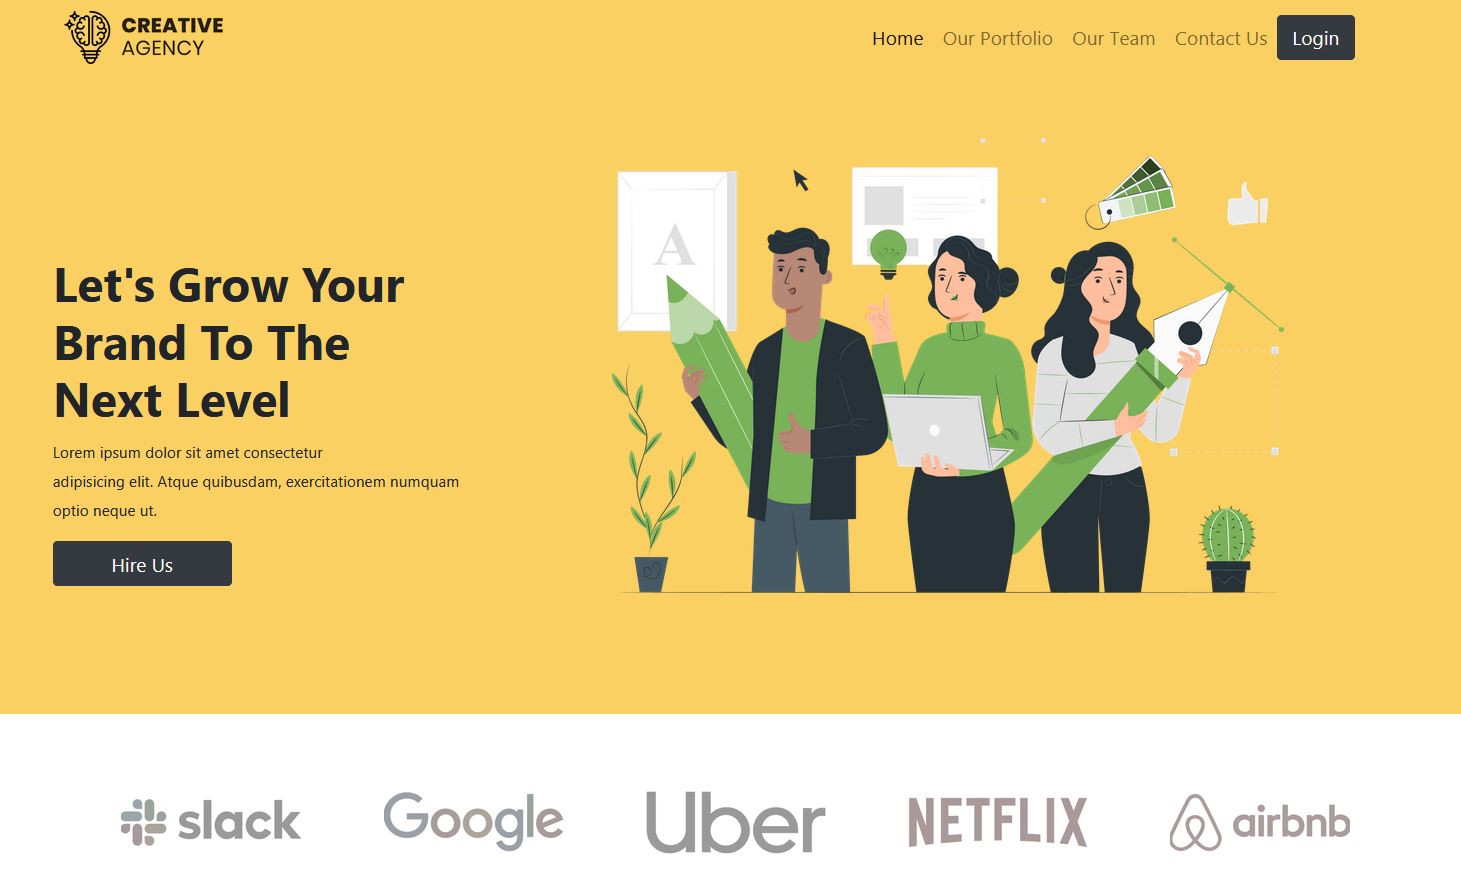 CREATIVE
AGENCY
Home Our Portfolio Our Team Contact Us Login
A
Let's Grow Your
Brand To The
Next Level
Lorem ipsum dolor sit amet consectetur
adipisicing elit. Atque quibusdam, exercitationem numquam
optio neque ut.
Hire Us
slack Google Uber NETFLIX airbnb